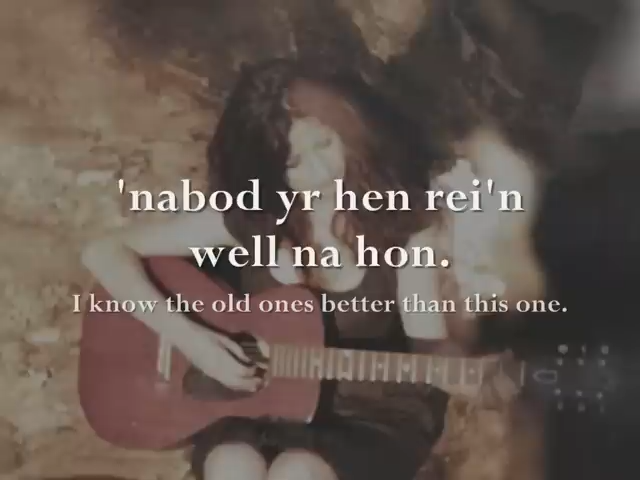 'nabod yr hen rei'n
well na hon.
I know the old ones better than this one.